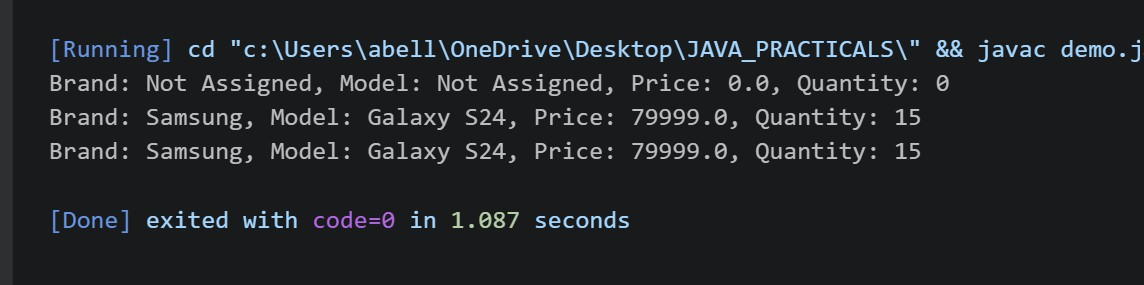 [Running] cd "c:\Users\abell\OneDrive\Desktop\JAVA_PRACTICALS\" && javac demo.j
Brand: Not Assigned, Model: Not Assigned, Price: 0.0, Quantity: 0
Brand: Samsung, Model: Galaxy S24, Price: 79999.0, Quantity: 15
Brand: Samsung, Model: Galaxy S24, Price: 79999.0, Quantity: 15
[Done] exited with code=0 in 1.087 seconds